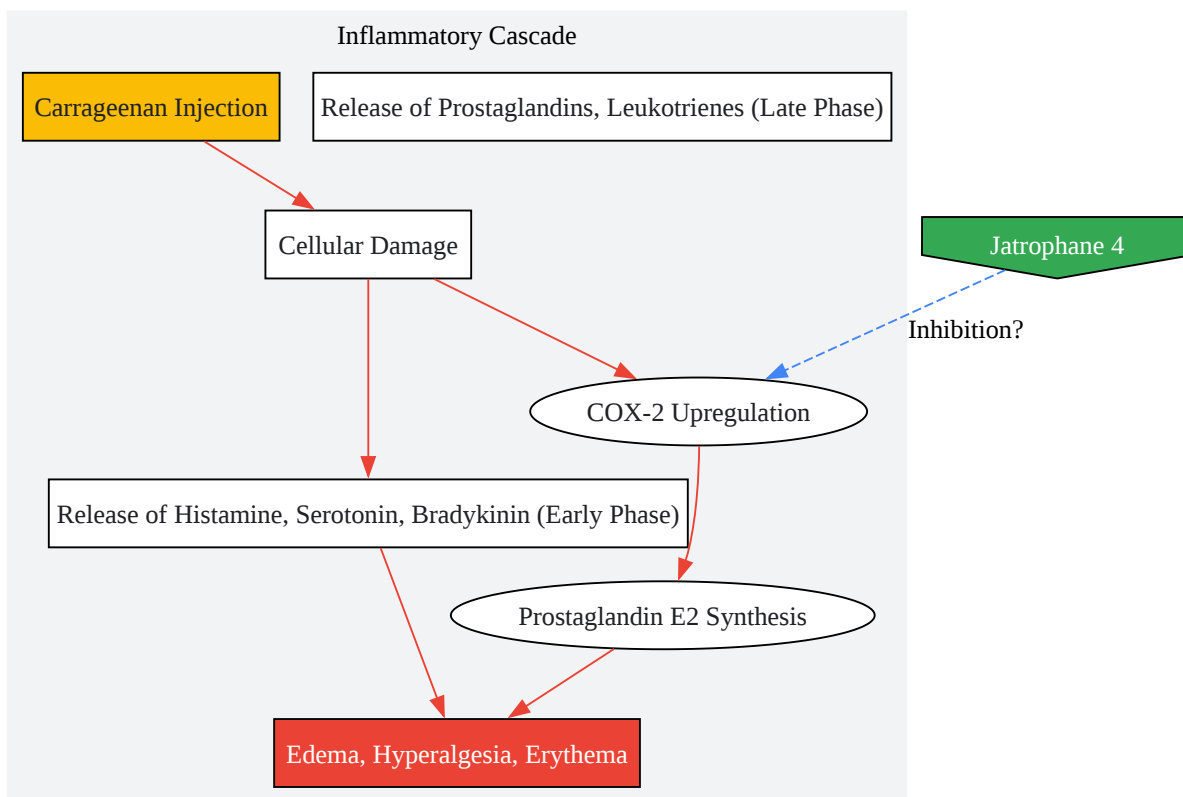 Inflammatory Cascade
Carrageenan Injection
Release of Prostaglandins, Leukotrienes (Late Phase)
Cellular Damage
Jatrophane 4
Inhibition?
COX-2 Upregulation
Release of Histamine, Serotonin, Bradykinin (Early Phase)
Prostaglandin E2 Synthesis
Edema, Hyperalgesia, Erythema